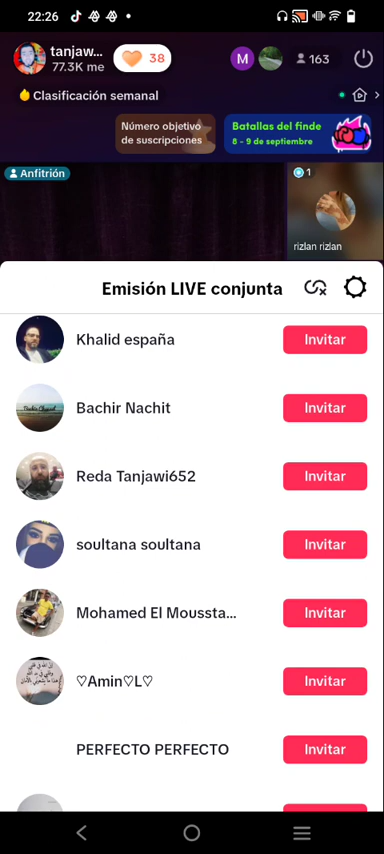 22:26
tanjaw...
77.3K me
38
M
163
Clasificación semanal
Número objetivo
de suscripciones
Batallas del finde
8 - 9 de septiembre
Anfitrión
1
rizlan rizlan
Emisión LIVE conjunta
Khalid españa
Invitar
Bachir Nachit
Invitar
Reda Tanjawi652
Invitar
soultana soultana
Invitar
Mohamed El Moussta...
Invitar
♡Amin♡L♡
Invitar
PERFECTO PERFECTO
Invitar